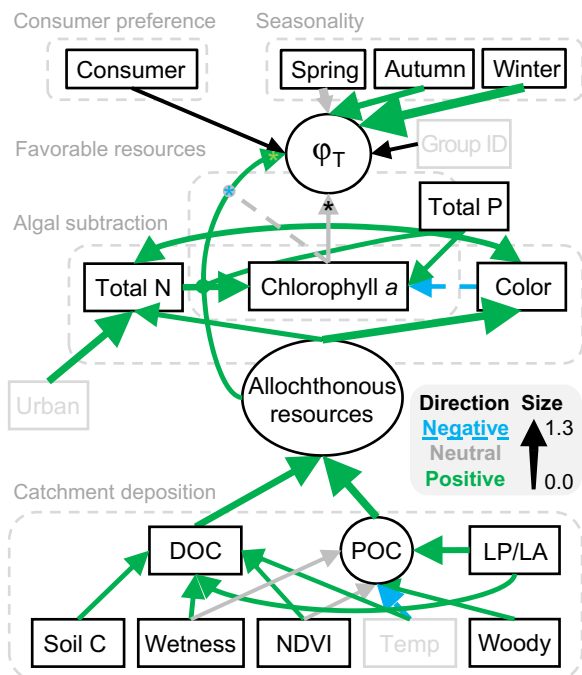 Consumer preference
Seasonality
Consumer
Spring
Autumn
Winter
Favorable resources
φT
Group ID
*
*
*
Total P
Algal subtraction
Total N
Chlorophyll a
Color
Urban
Allochthonous
resources
Direction Size
Negative
Neutral
Positive
1.3
0.0
Catchment deposition
DOC
POC
LP/LA
Soil C
Wetness
NDVI
Temp
Woody